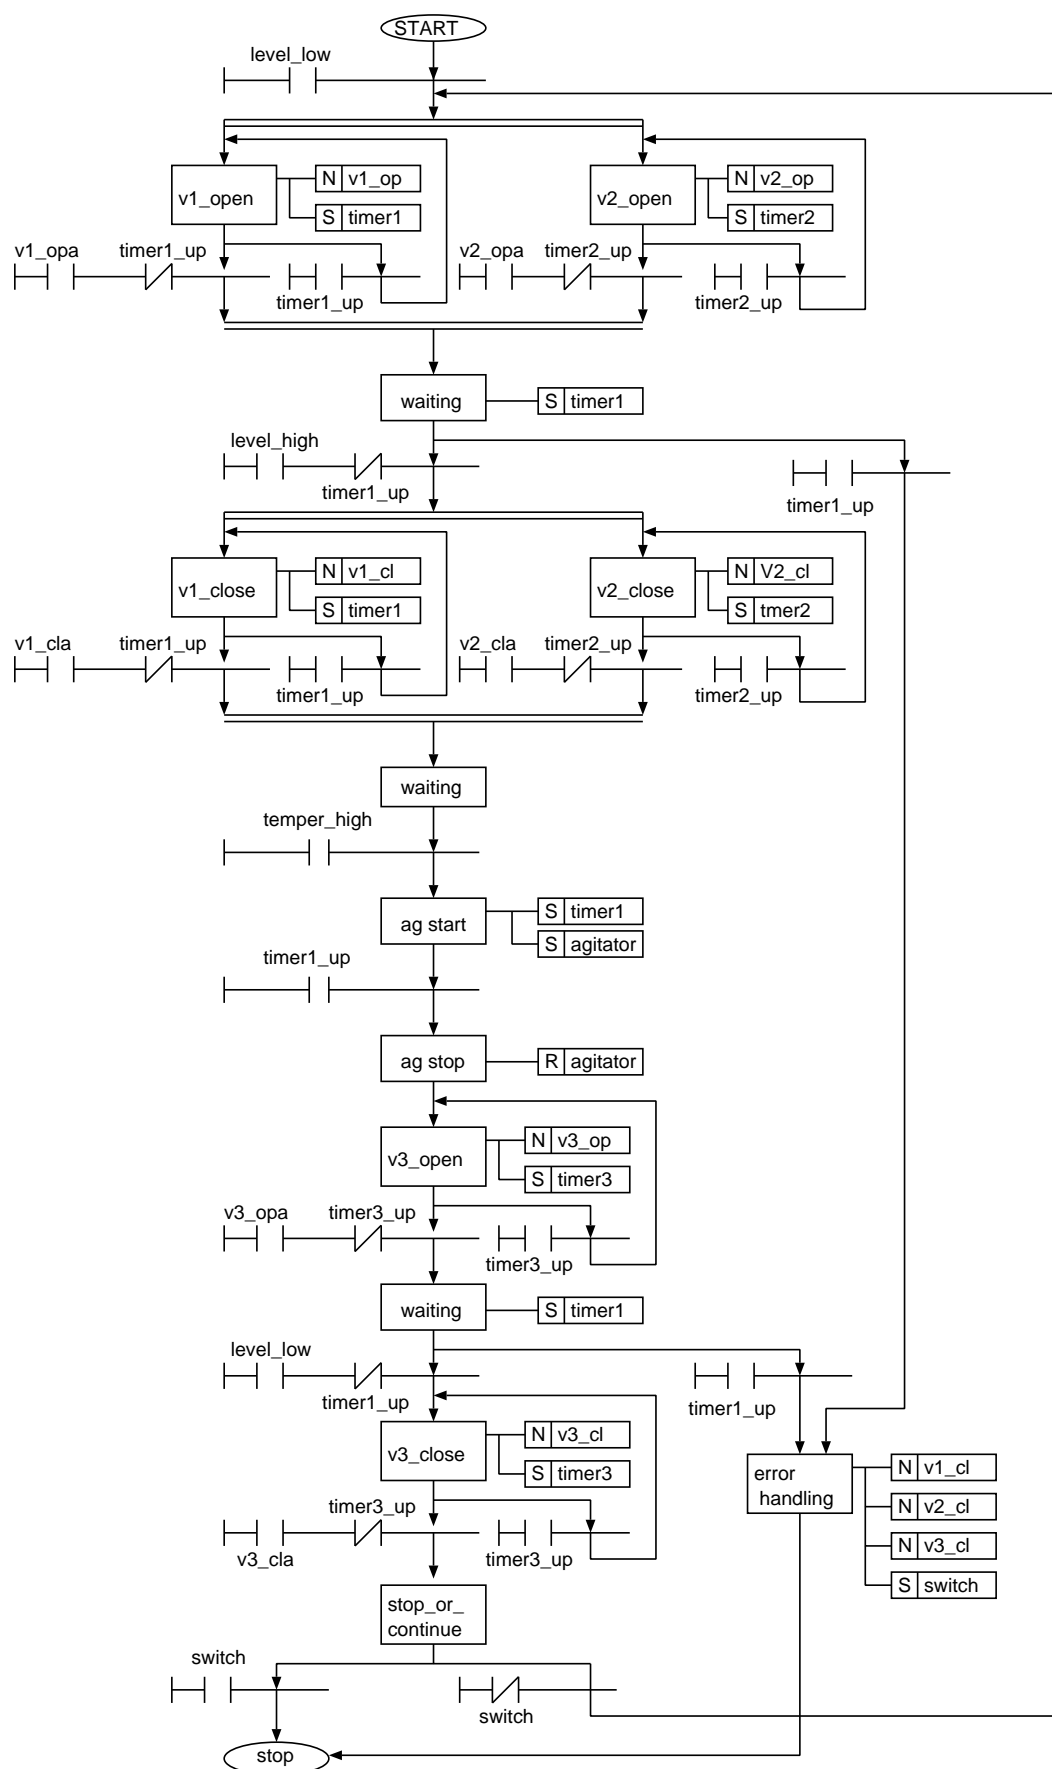 START
level_low
v1_open
N v1_op
S timer1
v2_open
N v2_op
S timer2
v1_opa
timer1_up
timer1_up
v2_opa
timer2_up
timer2_up
waiting
S timer1
level_high
timer1_up
timer1_up
v1_close
N v1_cl
S timer1
v2_close
N V2_cl
S tmer2
v1_cla
timer1_up
timer1_up
v2_cla
timer2_up
timer2_up
waiting
temper_high
ag start
S timer1
S agitator
timer1_up
ag stop
R agitator
v3_open
N v3_op
S timer3
v3_opa
timer3_up
timer3_up
waiting
S timer1
level_low
timer1_up
timer1_up
v3_close
N v3_cl
S timer3
error
handling
N v1_cl
N v2_cl
N v3_cl
S switch
timer3_up
v3_cla
timer3_up
stop_or_
continue
switch
switch
stop